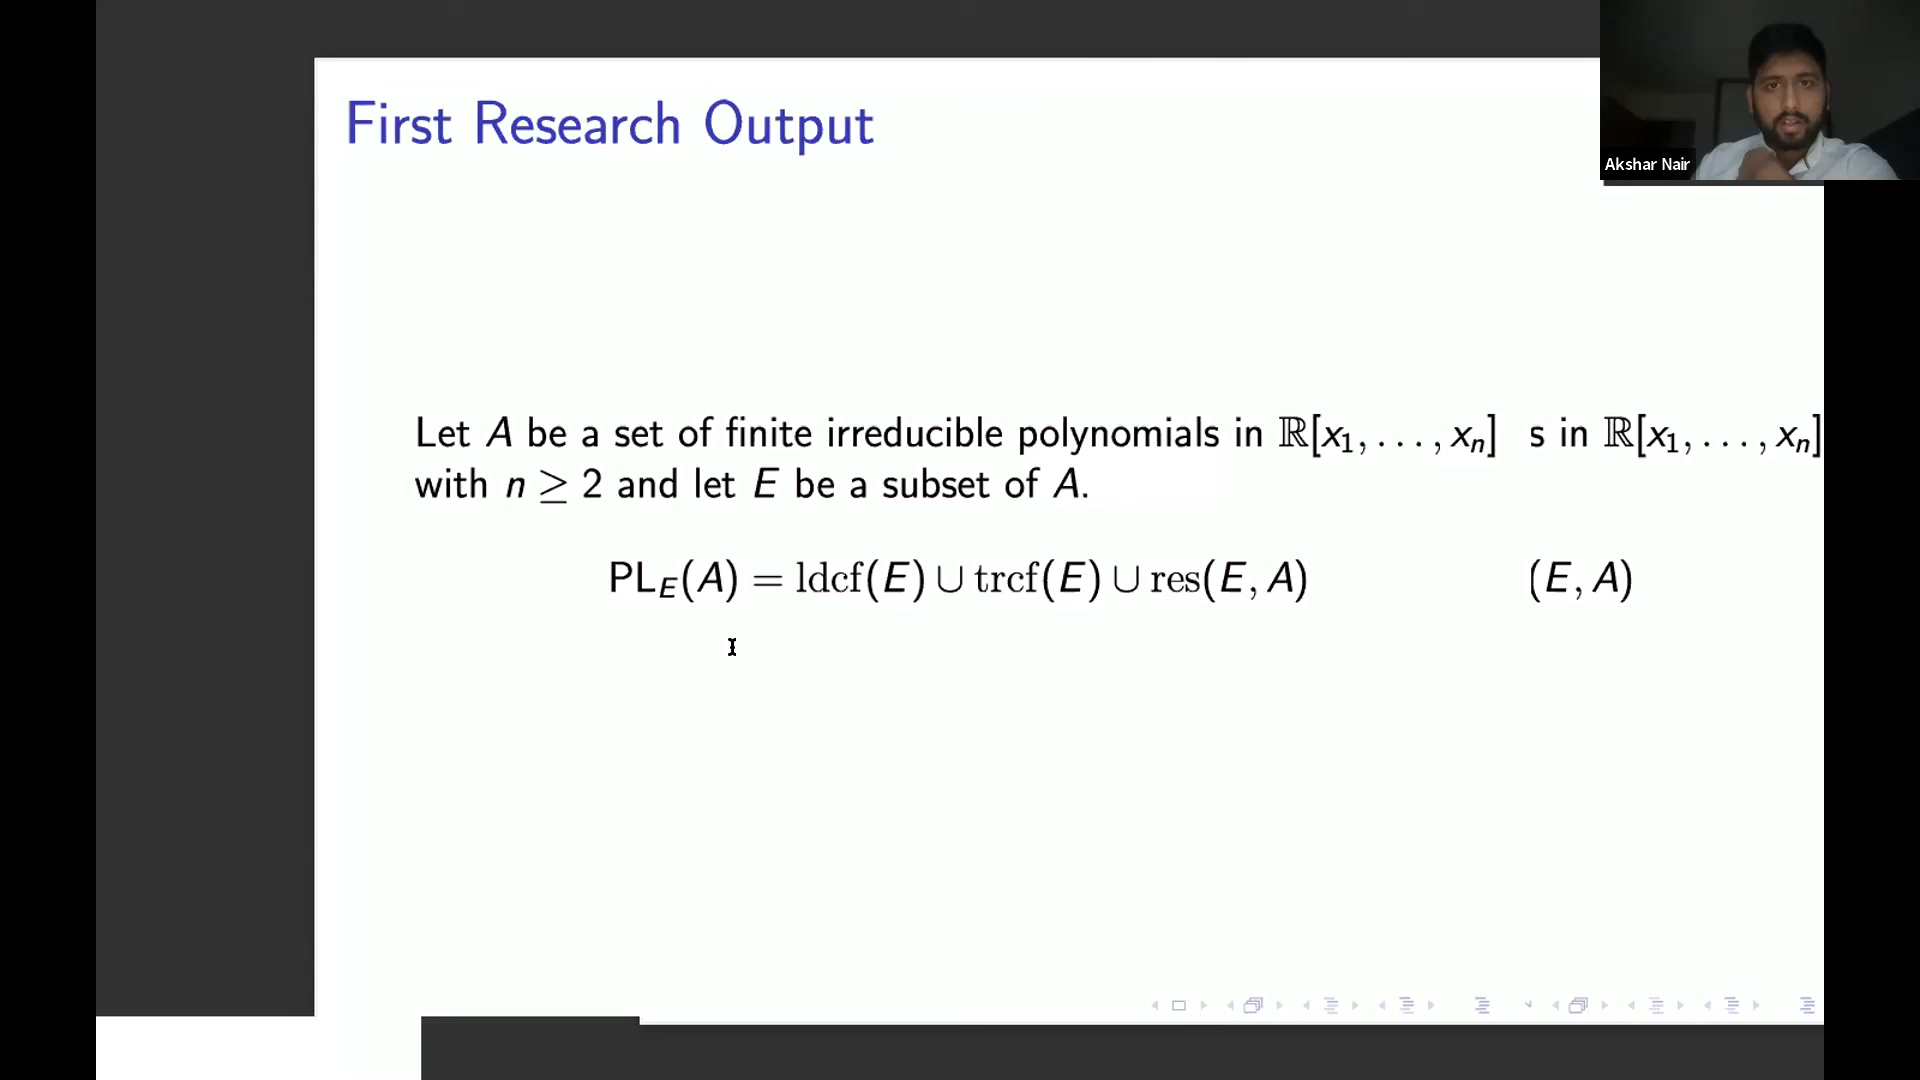 First Research Output
Akshar Nair
Let A be a set of finite irreducible polynomials in ℝ[x₁, . . . , xₙ] s in ℝ[x₁, . . . , xₙ]
with n ≥ 2 and let E be a subset of A.
PL_E(A) = ldcf(E) ∪ trcf(E) ∪ res(E, A) (E, A)